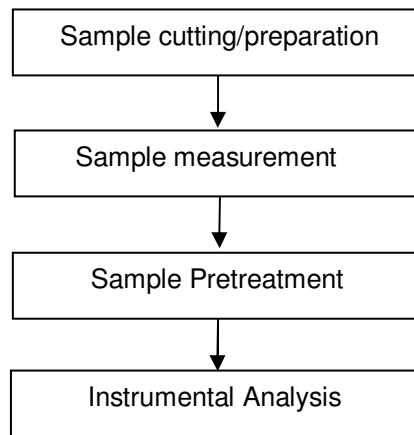 Sample cutting/preparation
Sample measurement
Sample Pretreatment
Instrumental Analysis